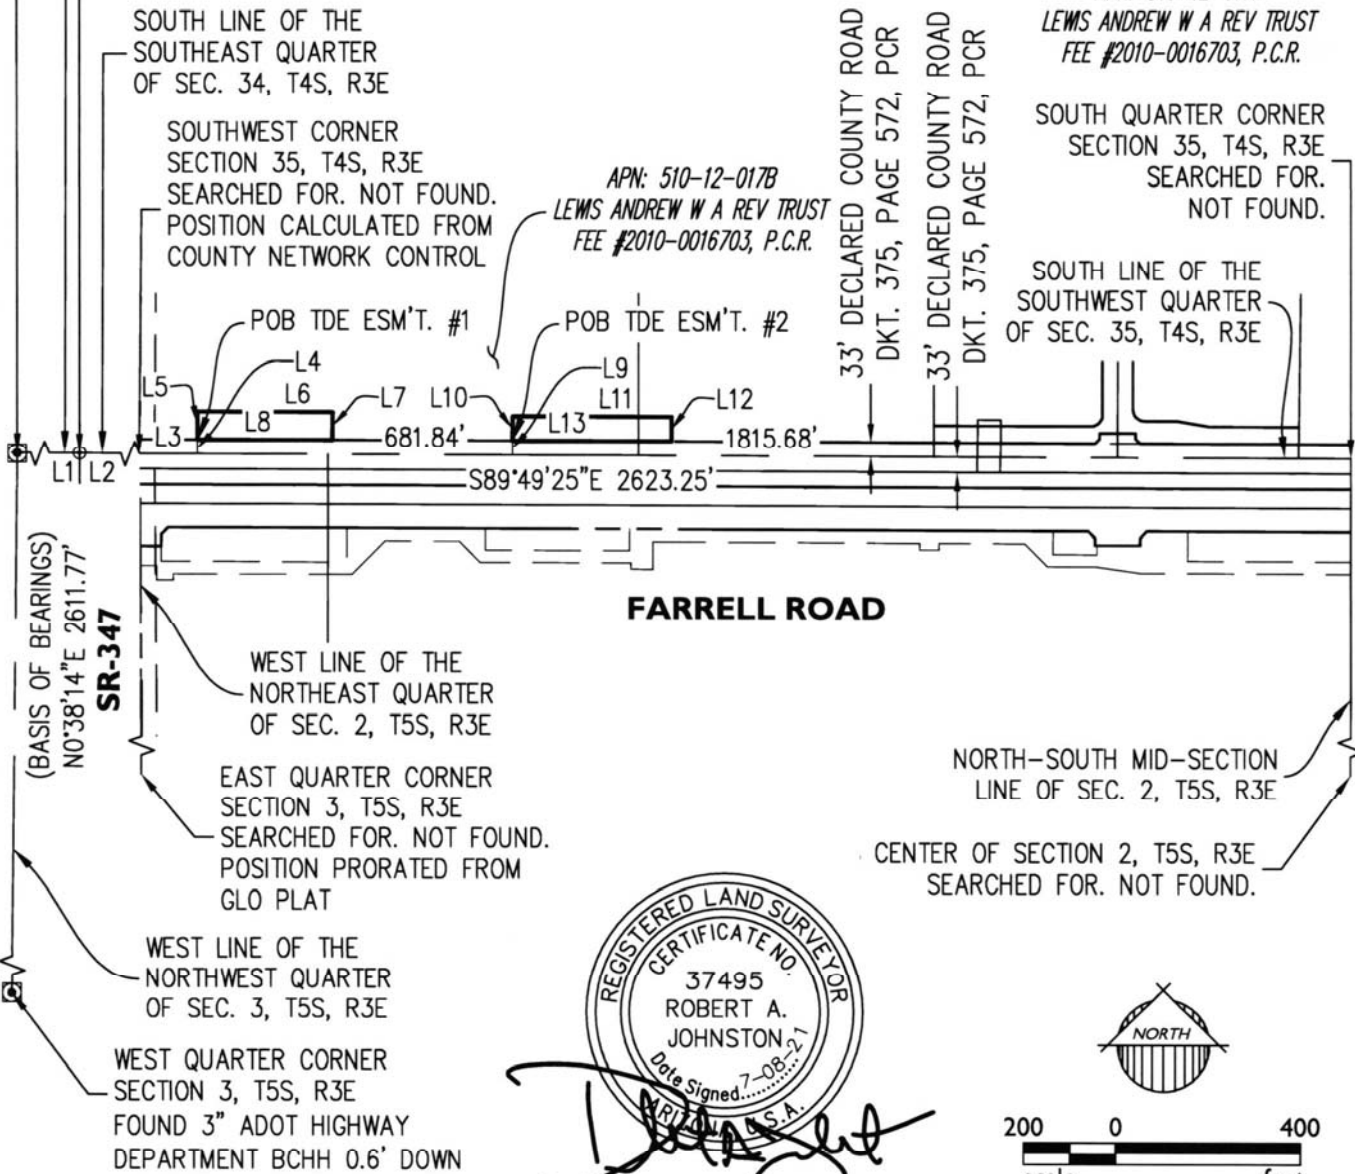 SOUTH LINE OF THE
SOUTHEAST QUARTER
OF SEC. 34, T4S, R3E
SOUTHWEST CORNER
SECTION 35, T4S, R3E
SEARCHED FOR. NOT FOUND.
POSITION CALCULATED FROM
COUNTY NETWORK CONTROL
APN: 510-12-017B
LEWIS ANDREW W A REV TRUST
FEE #2010-0016703, P.C.R.
33' DECLARED COUNTY ROAD
DKT. 375, PAGE 572, PCR
33' DECLARED COUNTY ROAD
DKT. 375, PAGE 572, PCR
LEWIS ANDREW W A REV TRUST
FEE #2010-0016703, P.C.R.
SOUTH QUARTER CORNER
SECTION 35, T4S, R3E
SEARCHED FOR.
NOT FOUND.
SOUTH LINE OF THE
SOUTHWEST QUARTER
OF SEC. 35, T4S, R3E
POB TDE ESM'T. #1
POB TDE ESM'T. #2
L4
L9
L5
L6
L7
L10
L11
L12
L8
L13
L3
681.84'
1815.68'
L1
L2
S89°49'25"E 2623.25'
(BASIS OF BEARINGS)
N0°38'14"E 2611.77'
SR-347
FARRELL ROAD
WEST LINE OF THE
NORTHEAST QUARTER
OF SEC. 2, T5S, R3E
EAST QUARTER CORNER
SECTION 3, T5S, R3E
SEARCHED FOR. NOT FOUND.
POSITION PRORATED FROM
GLO PLAT
NORTH-SOUTH MID-SECTION
LINE OF SEC. 2, T5S, R3E
CENTER OF SECTION 2, T5S, R3E
SEARCHED FOR. NOT FOUND.
WEST LINE OF THE
NORTHWEST QUARTER
OF SEC. 3, T5S, R3E
WEST QUARTER CORNER
SECTION 3, T5S, R3E
FOUND 3" ADOT HIGHWAY
DEPARTMENT BCHH 0.6' DOWN
REGISTERED LAND SURVEYOR
CERTIFICATE NO.
37495
ROBERT A.
JOHNSTON
Date Signed 7-08-21
ARIZONA U.S.A.
NORTH
200 0 400